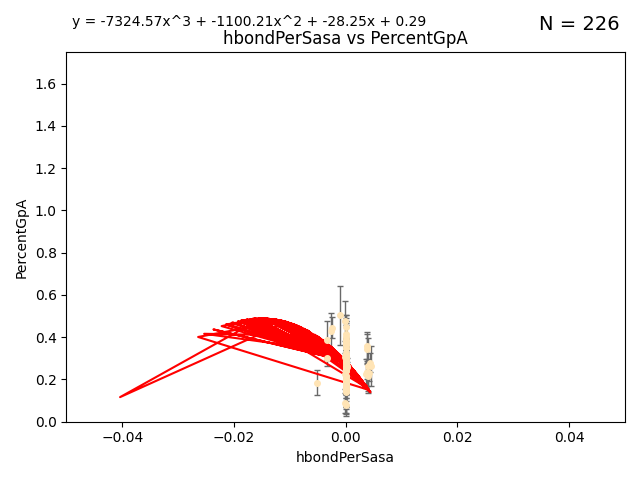 y = -7324.57x^3 + -1100.21x^2 + -28.25x + 0.29
N = 226
hbondPerSasa vs PercentGpA
PercentGpA
1.6
1.4
1.2
1.0
0.8
0.6
0.4
0.2
0.0
−0.04 −0.02 0.00 0.02 0.04
hbondPerSasa